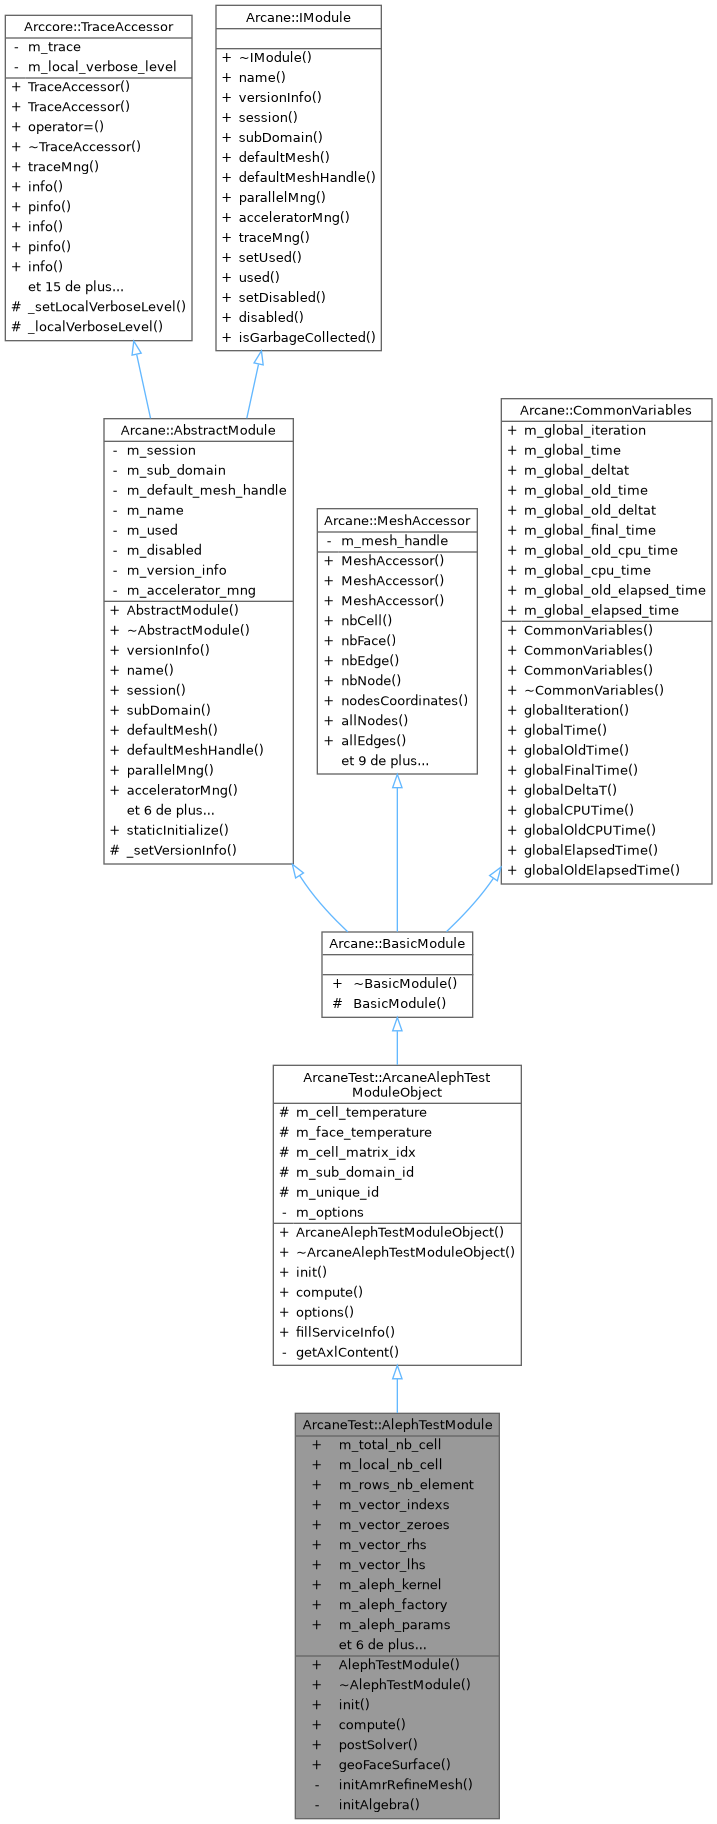 Arccore::TraceAccessor
- m_trace
- m_local_verbose_level
+ TraceAccessor()
+ TraceAccessor()
+ operator=()
+ ~TraceAccessor()
+ traceMng()
+ info()
+ pinfo()
+ info()
+ pinfo()
+ info()
et 15 de plus...
# _setLocalVerboseLevel()
# _localVerboseLevel()
Arcane::IModule
+ ~IModule()
+ name()
+ versionInfo()
+ session()
+ subDomain()
+ defaultMesh()
+ defaultMeshHandle()
+ parallelMng()
+ acceleratorMng()
+ traceMng()
+ setUsed()
+ used()
+ setDisabled()
+ disabled()
+ isGarbageCollected()
Arcane::AbstractModule
- m_session
- m_sub_domain
- m_default_mesh_handle
- m_name
- m_used
- m_disabled
- m_version_info
- m_accelerator_mng
+ AbstractModule()
+ ~AbstractModule()
+ versionInfo()
+ name()
+ session()
+ subDomain()
+ defaultMesh()
+ defaultMeshHandle()
+ parallelMng()
+ acceleratorMng()
et 6 de plus...
+ staticInitialize()
# _setVersionInfo()
Arcane::MeshAccessor
- m_mesh_handle
+ MeshAccessor()
+ MeshAccessor()
+ MeshAccessor()
+ nbCell()
+ nbFace()
+ nbEdge()
+ nbNode()
+ nodesCoordinates()
+ allNodes()
+ allEdges()
et 9 de plus...
Arcane::CommonVariables
+ m_global_iteration
+ m_global_time
+ m_global_deltat
+ m_global_old_time
+ m_global_old_deltat
+ m_global_final_time
+ m_global_old_cpu_time
+ m_global_cpu_time
+ m_global_old_elapsed_time
+ m_global_elapsed_time
+ CommonVariables()
+ CommonVariables()
+ CommonVariables()
+ ~CommonVariables()
+ globalIteration()
+ globalTime()
+ globalOldTime()
+ globalFinalTime()
+ globalDeltaT()
+ globalCPUTime()
+ globalOldCPUTime()
+ globalElapsedTime()
+ globalOldElapsedTime()
Arcane::BasicModule
+ ~BasicModule()
# BasicModule()
ArcaneTest::ArcaneAlephTest
ModuleObject
# m_cell_temperature
# m_face_temperature
# m_cell_matrix_idx
# m_sub_domain_id
# m_unique_id
- m_options
+ ArcaneAlephTestModuleObject()
+ ~ArcaneAlephTestModuleObject()
+ init()
+ compute()
+ options()
+ fillServiceInfo()
- getAxlContent()
ArcaneTest::AlephTestModule
+ m_total_nb_cell
+ m_local_nb_cell
+ m_rows_nb_element
+ m_vector_indexs
+ m_vector_zeroes
+ m_vector_rhs
+ m_vector_lhs
+ m_aleph_kernel
+ m_aleph_factory
+ m_aleph_params
et 6 de plus...
+ AlephTestModule()
+ ~AlephTestModule()
+ init()
+ compute()
+ postSolver()
+ geoFaceSurface()
- initAmrRefineMesh()
- initAlgebra()